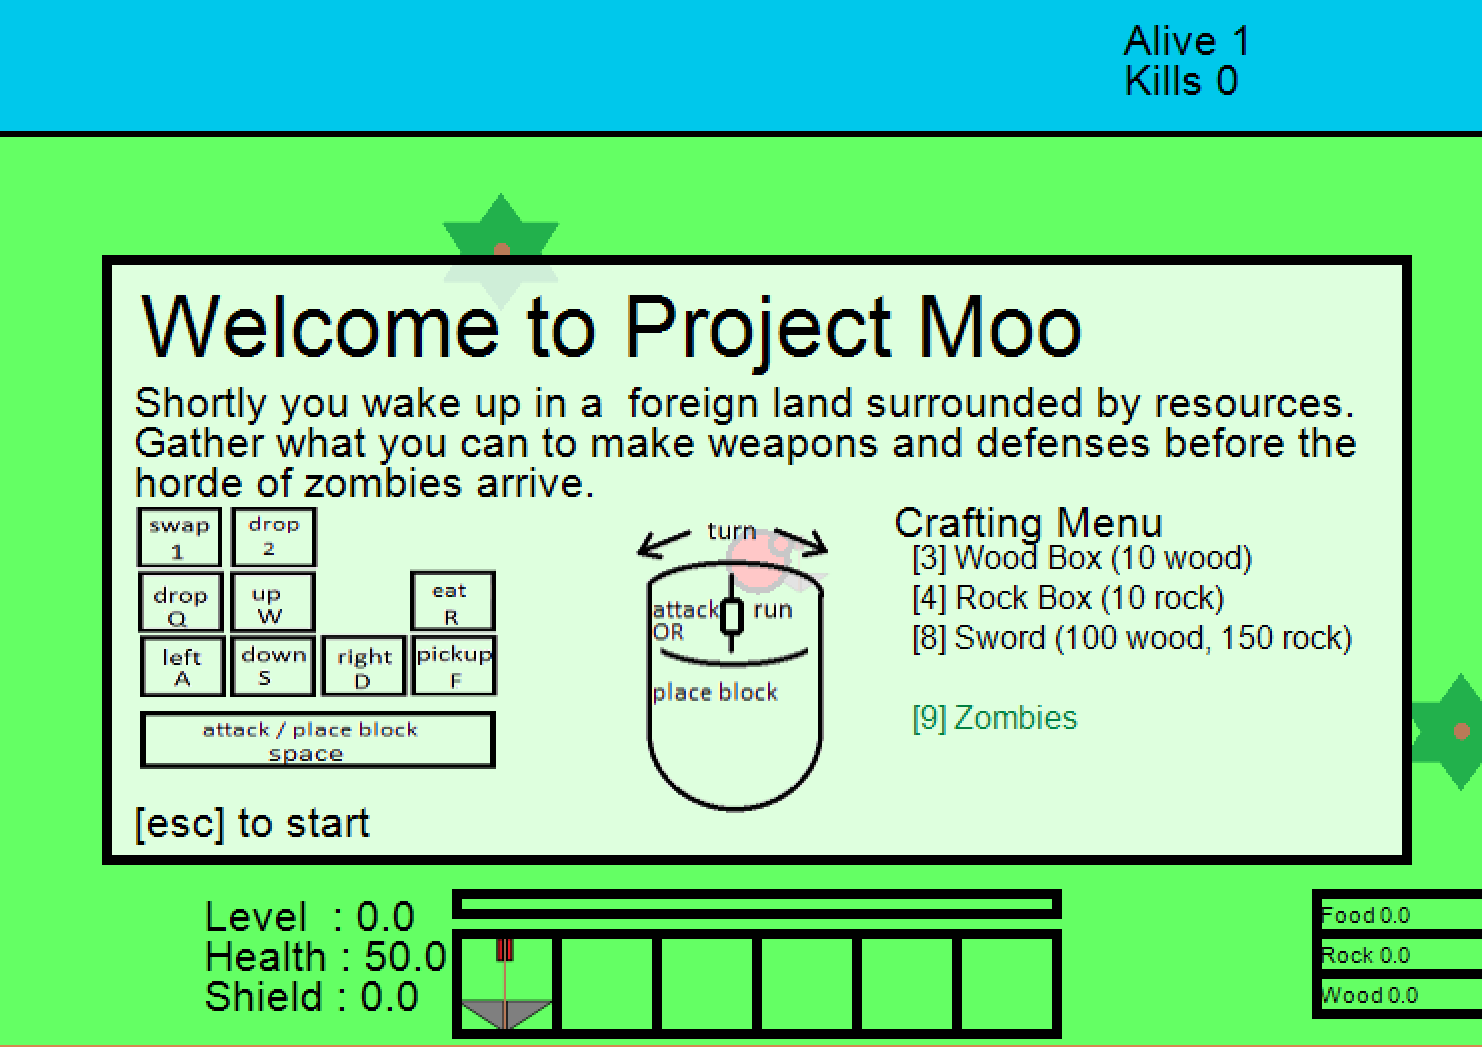 Alive 1
Kills 0
Welcome to Project Moo
Shortly you wake up in a  foreign land surrounded by resources.
Gather what you can to make weapons and defenses before the
horde of zombies arrive.
swap
1
drop
2
drop
Q
up
W
eat
R
left
A
down
S
right
D
pickup
F
attack / place block
space
turn
attack
OR
run
place block
Crafting Menu
[3] Wood Box (10 wood)
[4] Rock Box (10 rock)
[8] Sword (100 wood, 150 rock)
[9] Zombies
[esc] to start
Level  : 0.0
Health : 50.0
Shield : 0.0
Food 0.0
Rock 0.0
Wood 0.0